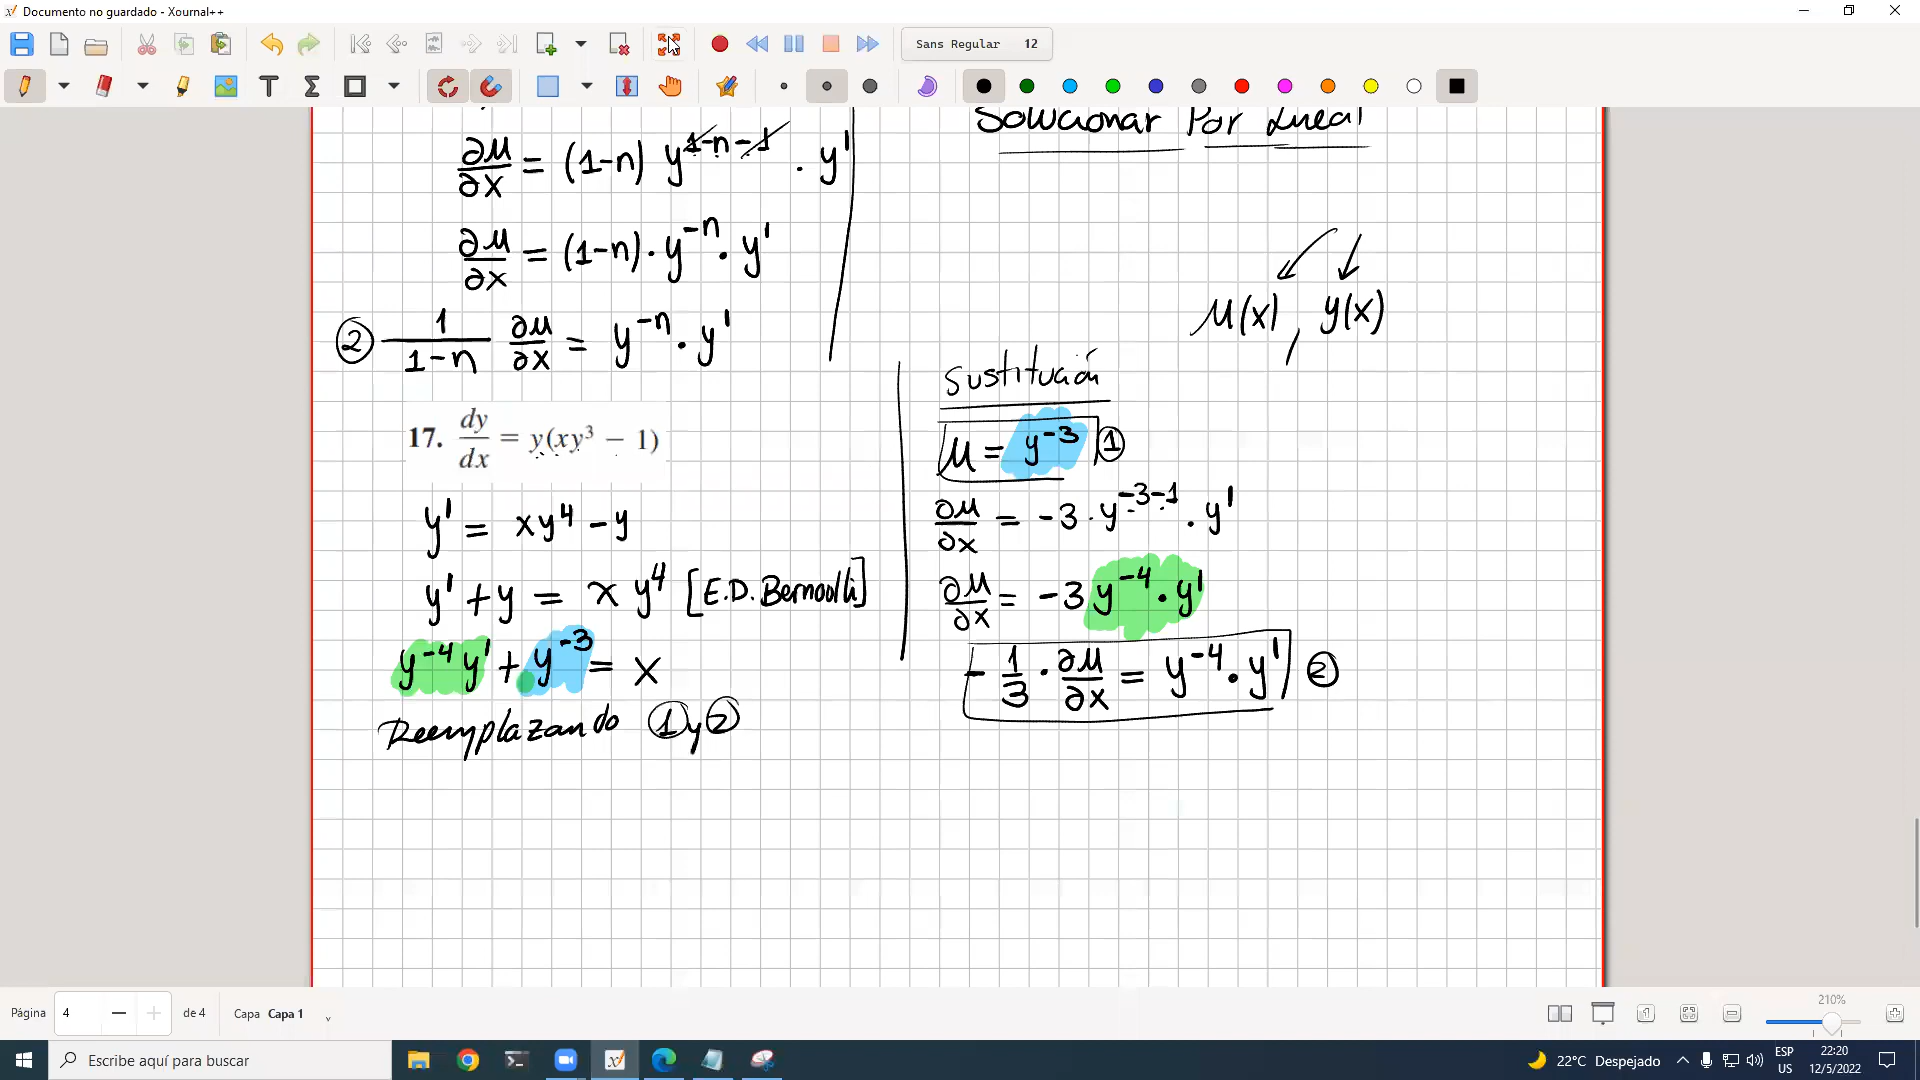 Documento no guardado - Xournal++
Sans Regular 12
∂μ/∂x = (1-n) y^{1-n-1} · y'
∂μ/∂x = (1-n) · y^{-n} · y'
② 1/(1-n) ∂μ/∂x = y^{-n} · y'
17. dy/dx = y(xy³ − 1)
y' = xy⁴ - y
y' + y = x y⁴ [E.D. Bernoulli]
y⁻⁴y' + y⁻³ = x
Reemplazando ① y ②
Solucionar Por Lineal
μ(x), y(x)
Sustitución
μ = y⁻³ ①
∂μ/∂x = -3 · y^{-3-1} · y'
∂μ/∂x = -3 y⁻⁴ · y'
- 1/3 · ∂μ/∂x = y⁻⁴ · y' ②
Página 4 de 4 Capa Capa 1
210%
Escribe aquí para buscar
22°C Despejado
ESP
US
22:20
12/5/2022